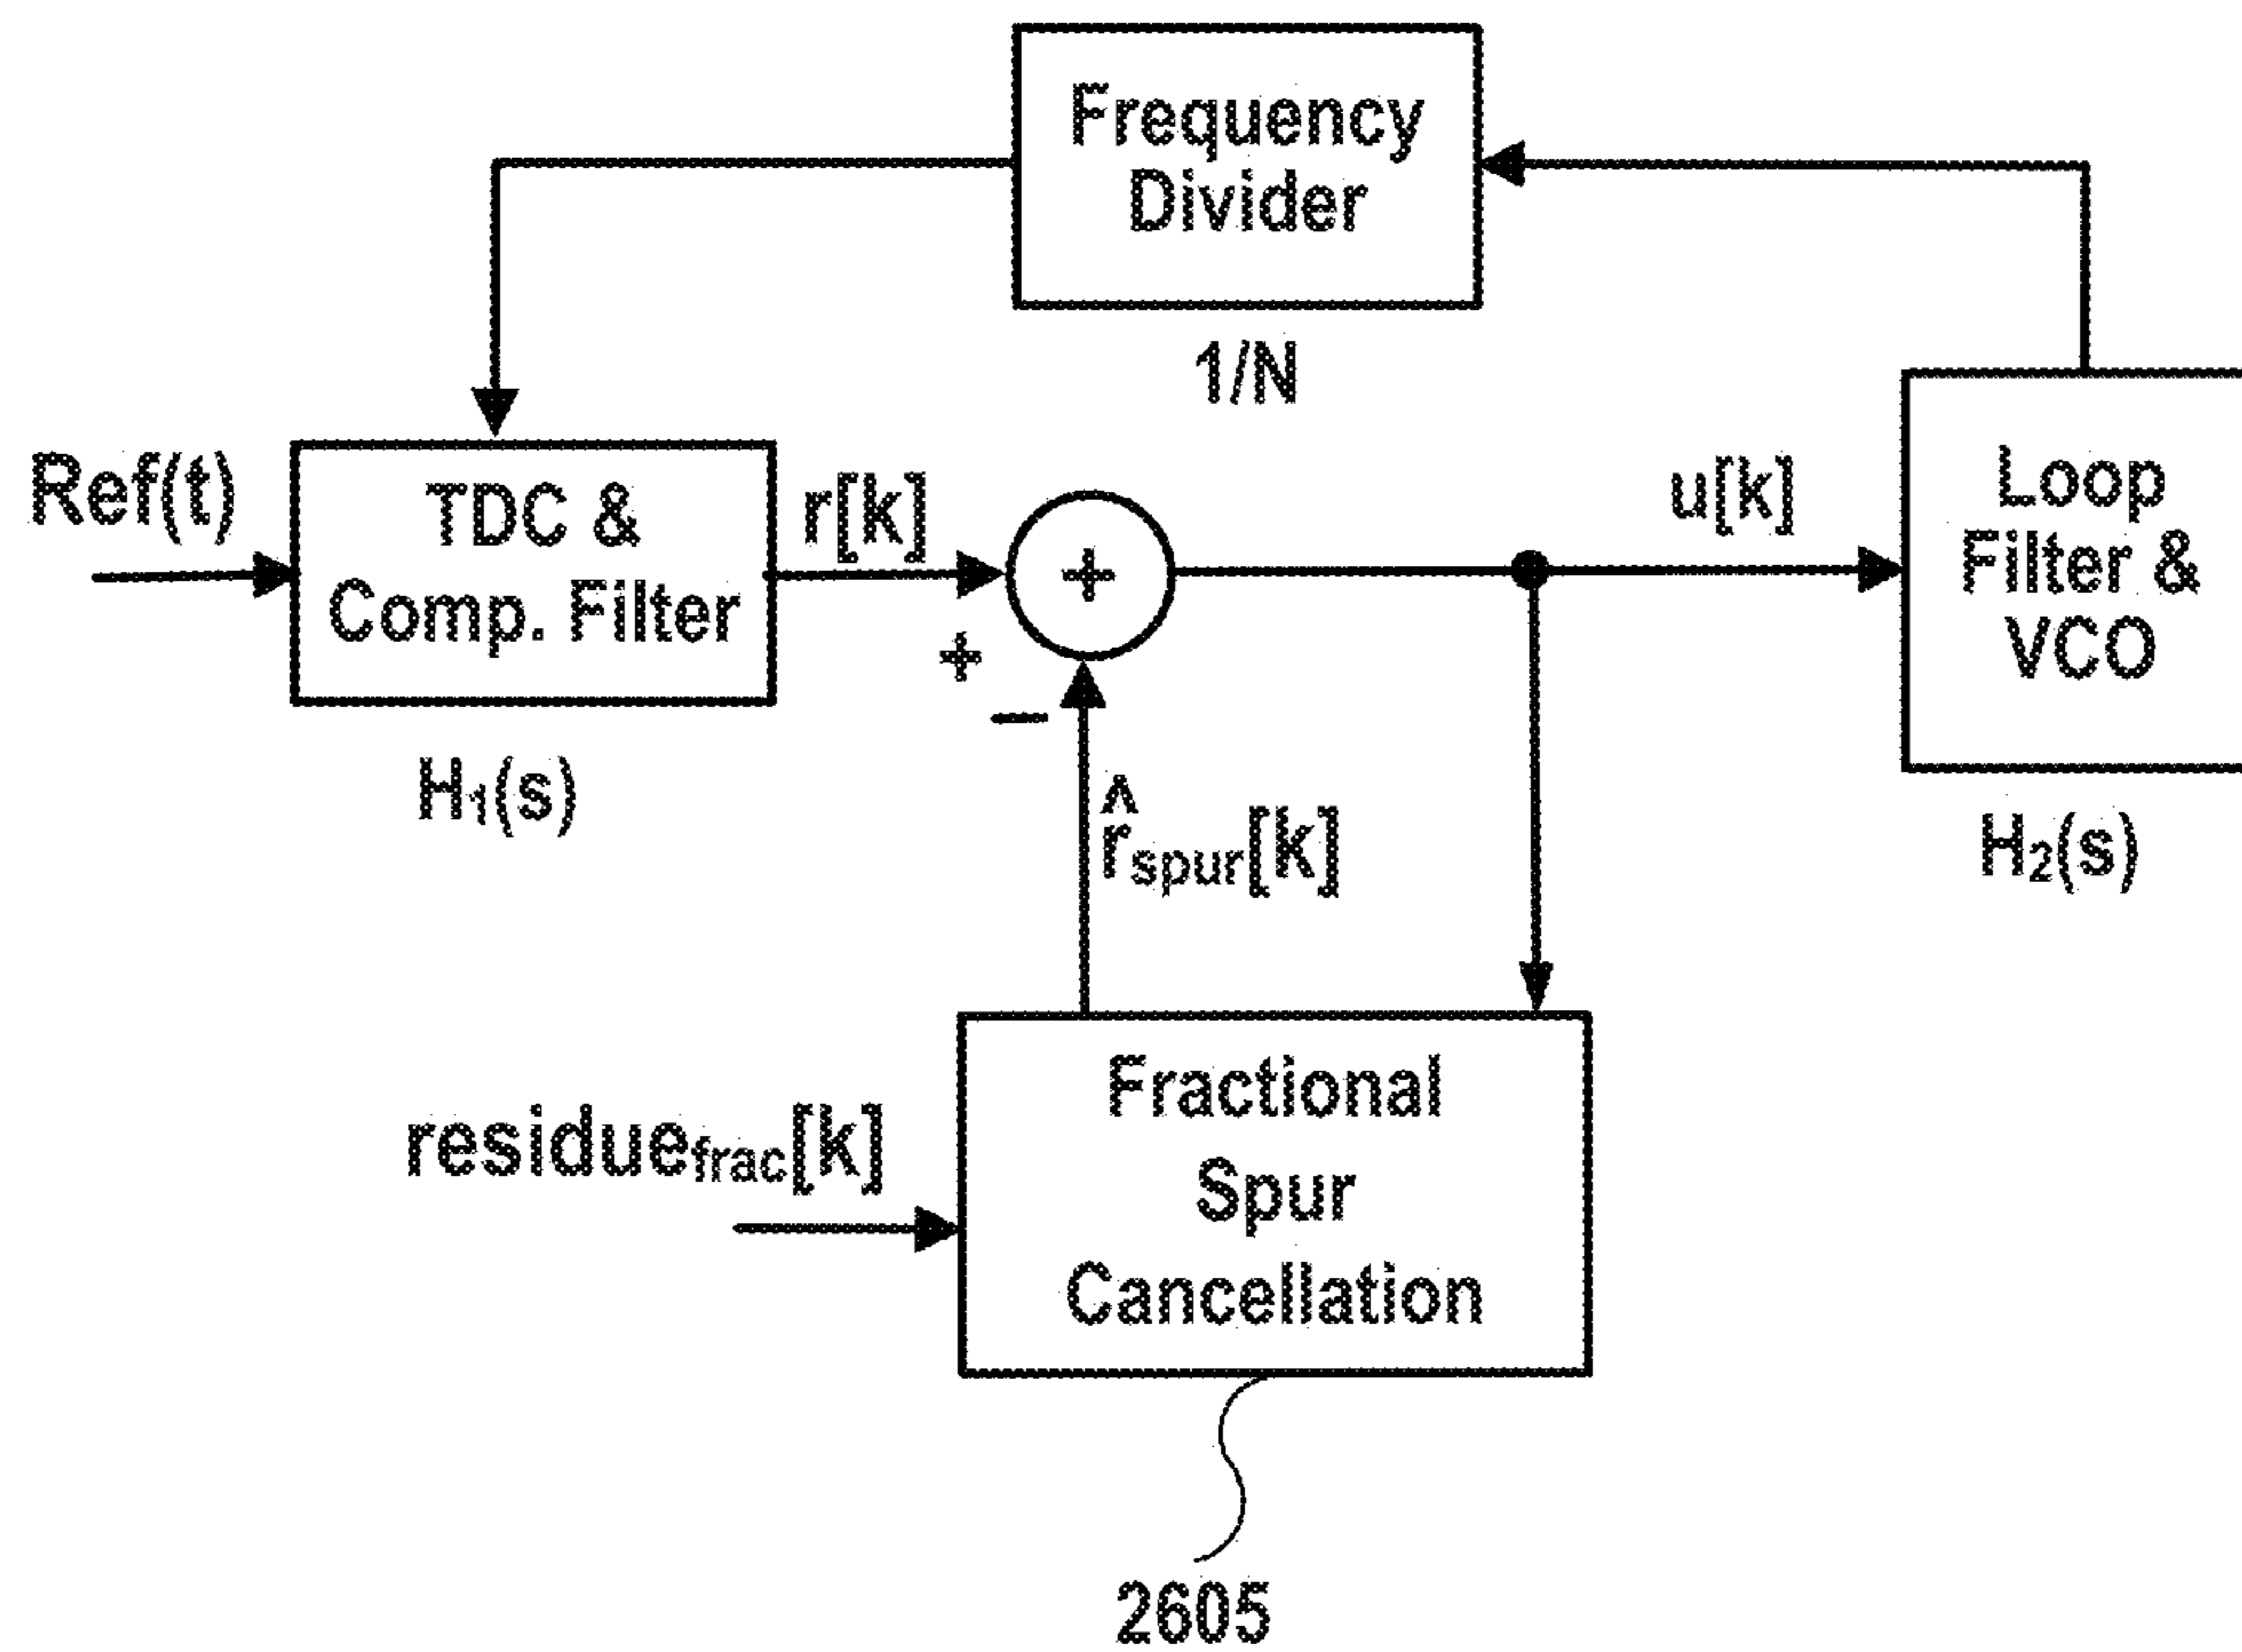 Frequency
Divider
1/N
Ref(t)
TDC &
Comp. Filter
r[k]
+
+
−
u[k]
Loop
Filter &
VCO
H₁(s)
r̂spur[k]
H₂(s)
residuefrac[k]
Fractional
Spur
Cancellation
2605